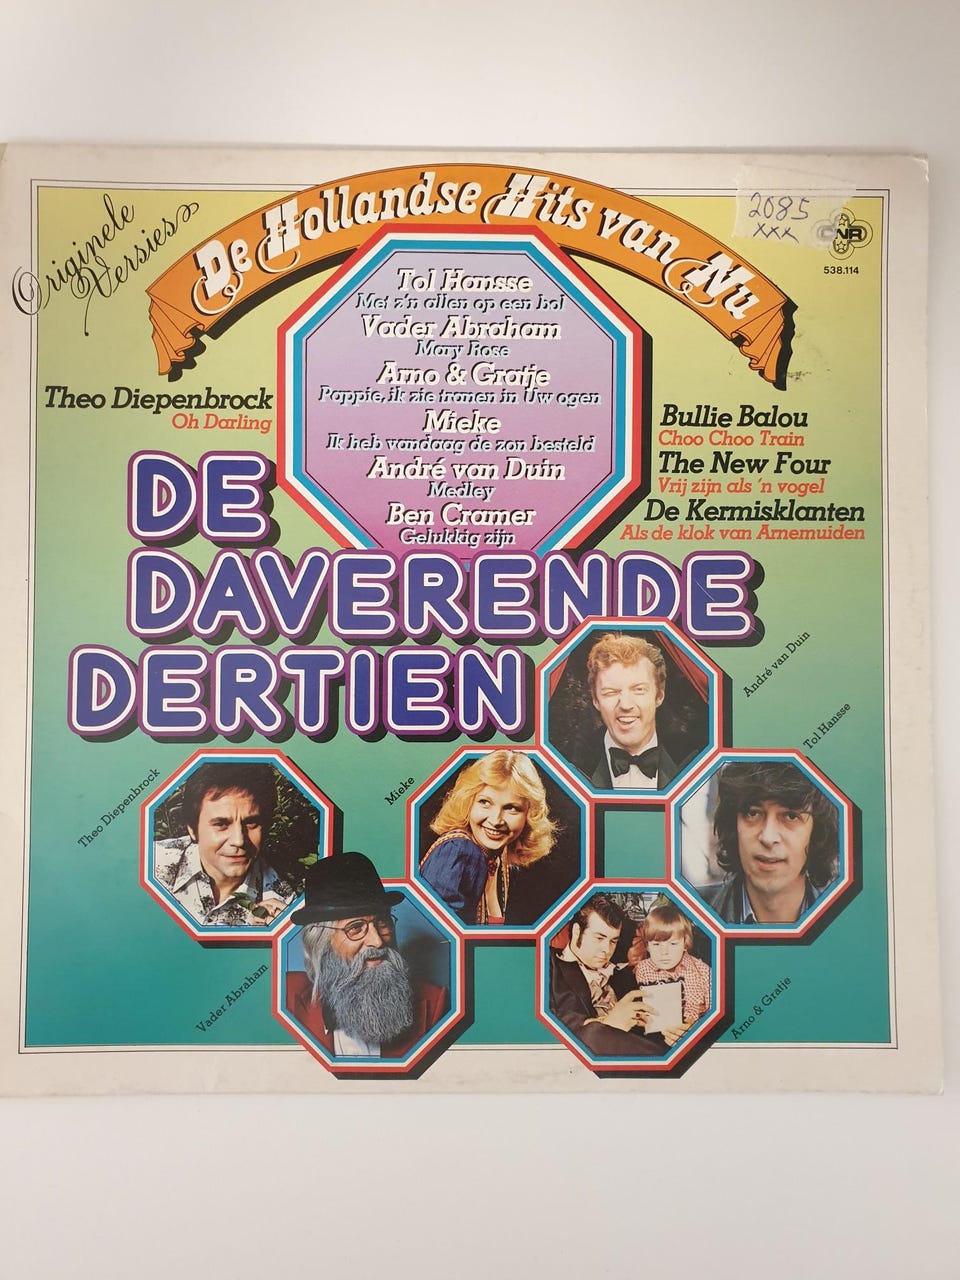 Originele
Versies
De Hollandse Hits van Nu
2085
xxx
CNR
538.114
Tol Hansse
Met z'n allen op een hol
Vader Abraham
Mary Rose
Arno & Gratje
Pappie, ik zie tranen in Uw ogen
Mieke
Ik heb vandaag de zon besteld
André van Duin
Medley
Ben Cramer
Gelukkig zijn
Theo Diepenbrock
Oh Darling
Bullie Balou
Choo Choo Train
The New Four
Vrij zijn als 'n vogel
De Kermisklanten
Als de klok van Arnemuiden
DE
DAVERENDE
DERTIEN
André van Duin
Tol Hansse
Theo Diepenbrock
Mieke
Vader Abraham
Arno & Gratje